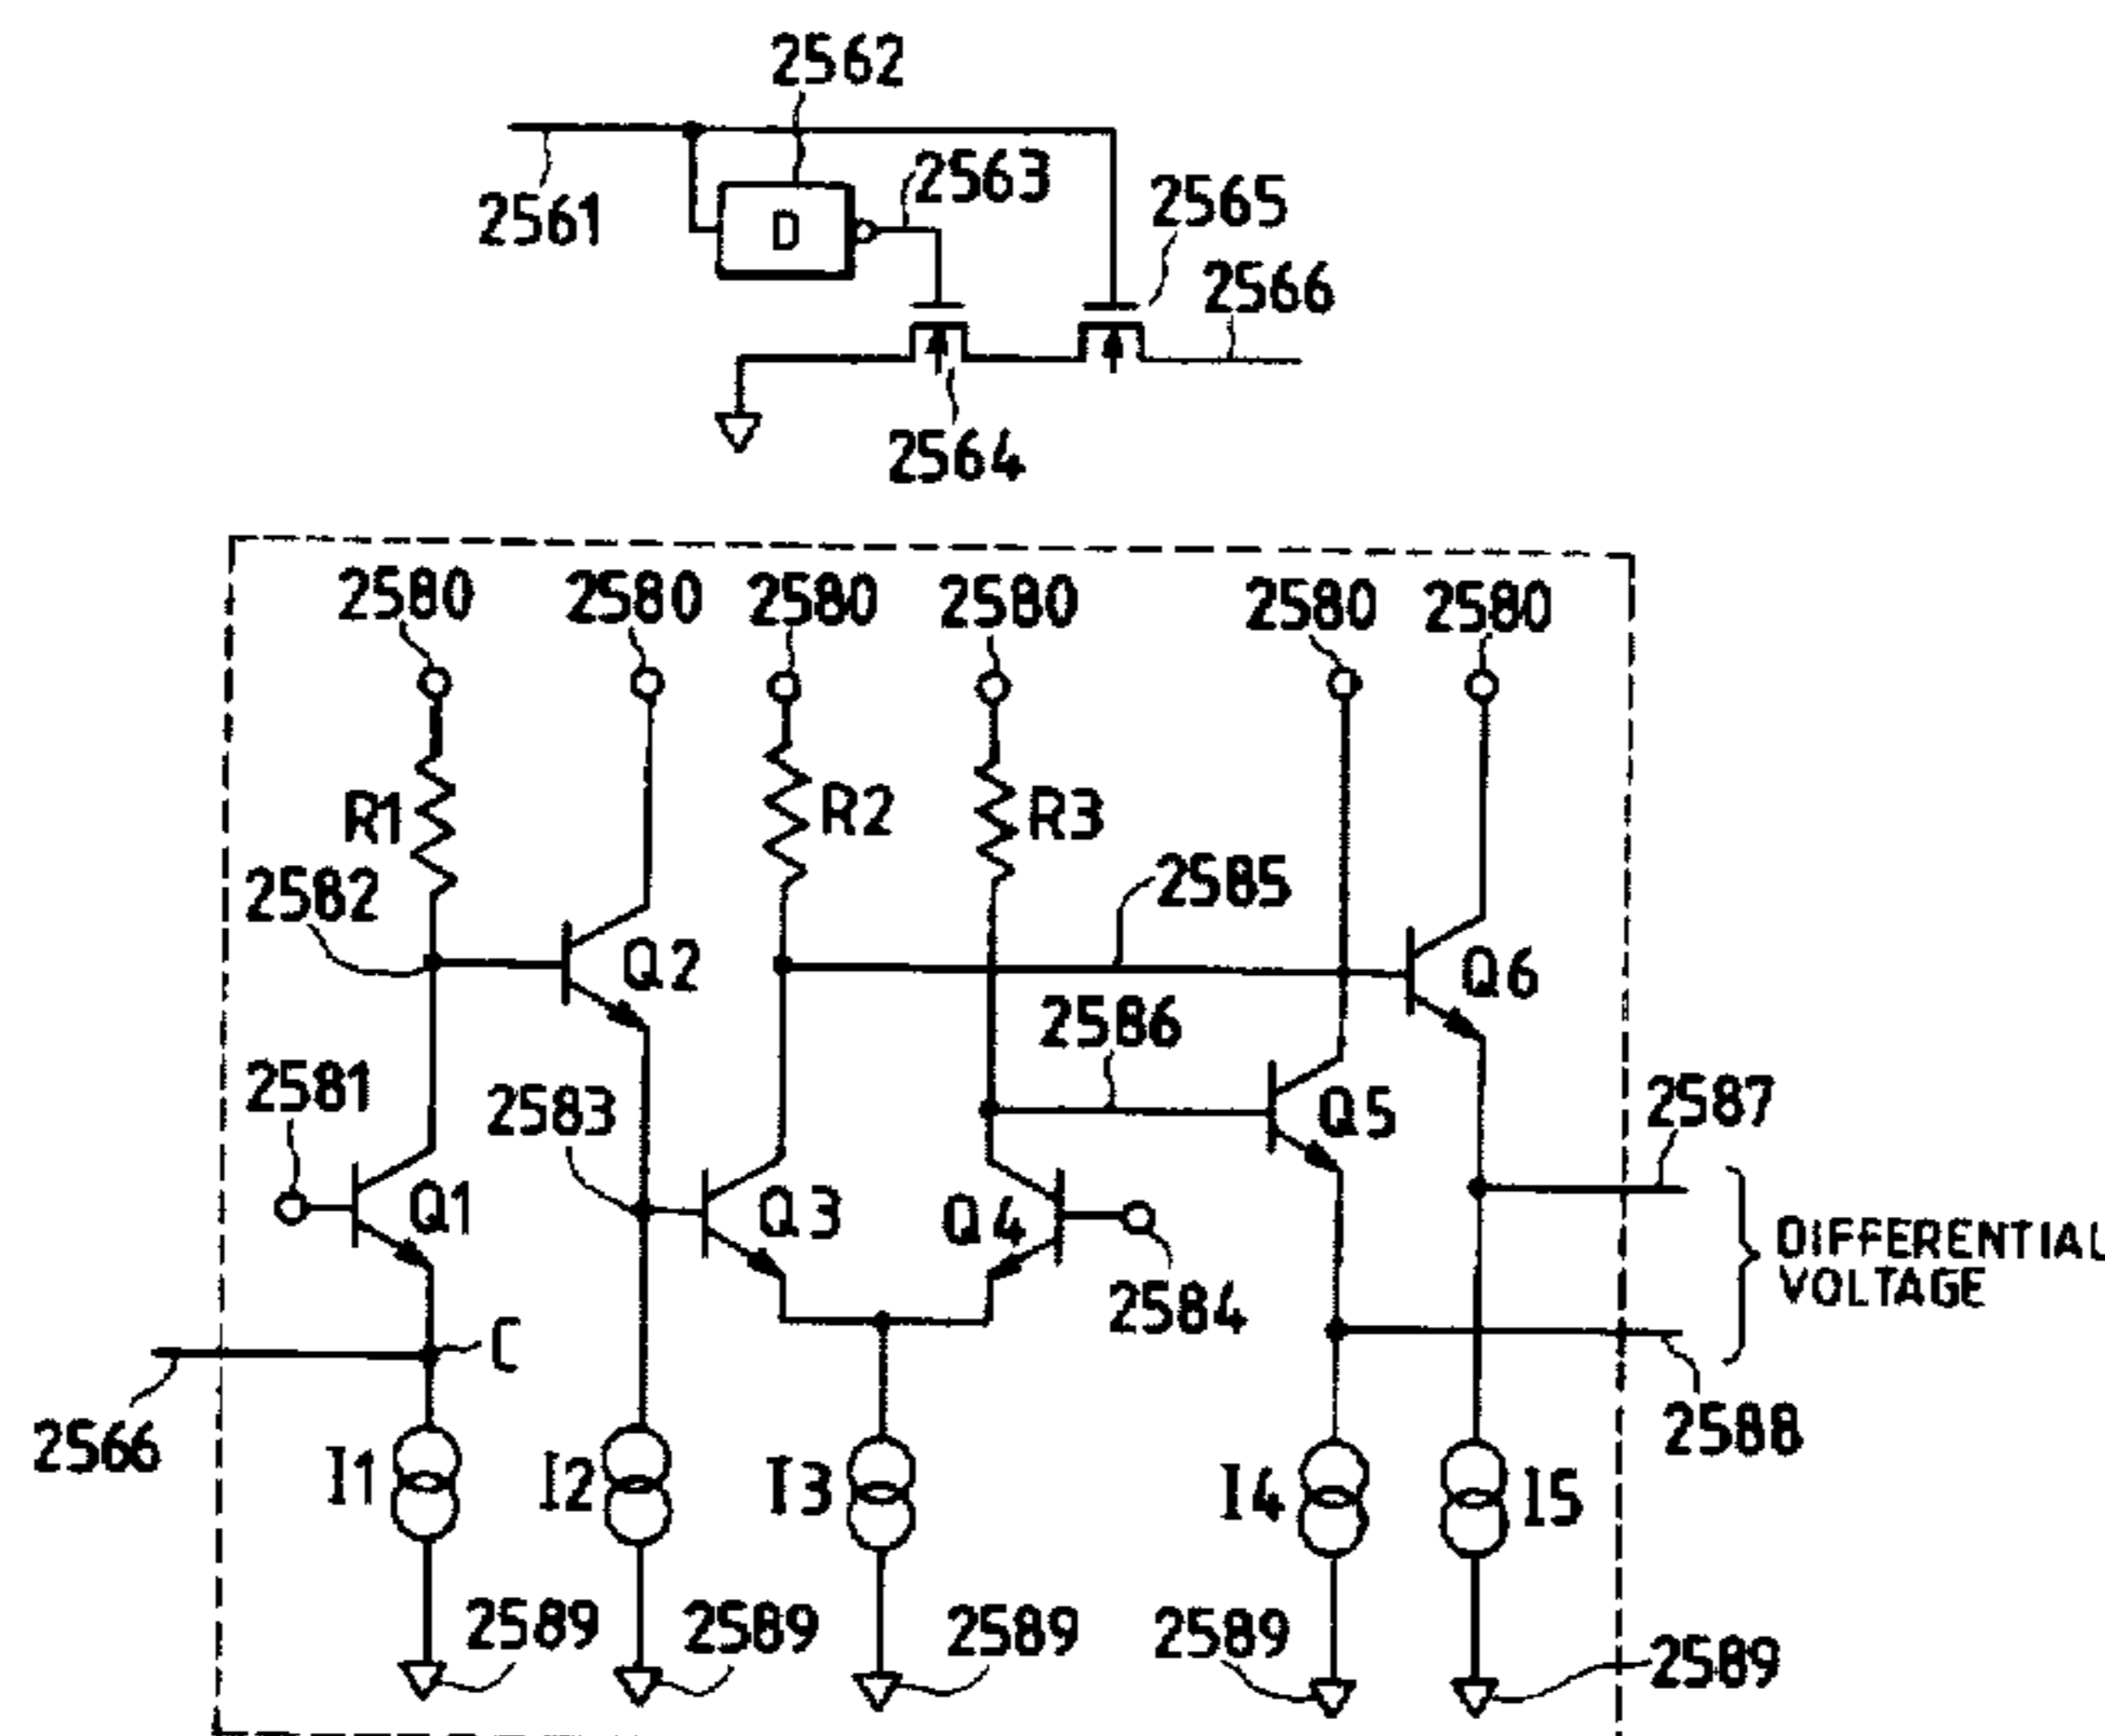 2562
2563
2561
2565
2566
D
2564
2580 2580 2580 2580 2580 2580
R1 R2 R3
2582
2585
Q2 Q6
2586
2581
2583
Q5
2587
Q1 Q3 Q4
2584
DIFFERENTIAL
VOLTAGE
C
2566
2588
I1 I2 I3 I4 I5
2589 2589 2589 2589 2589